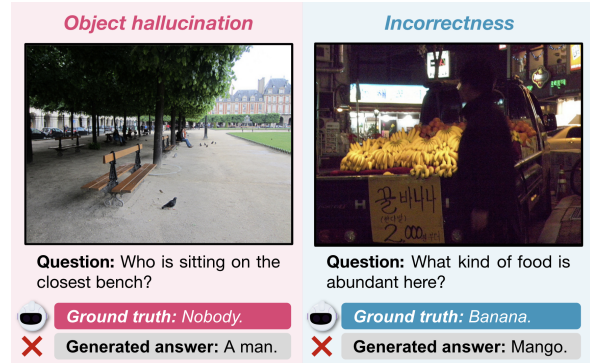 Object hallucination
Question: Who is sitting on the
closest bench?
Ground truth: Nobody.
Generated answer: A man.
Incorrectness
꿀바나나
2.000
Question: What kind of food is
abundant here?
Ground truth: Banana.
Generated answer: Mango.